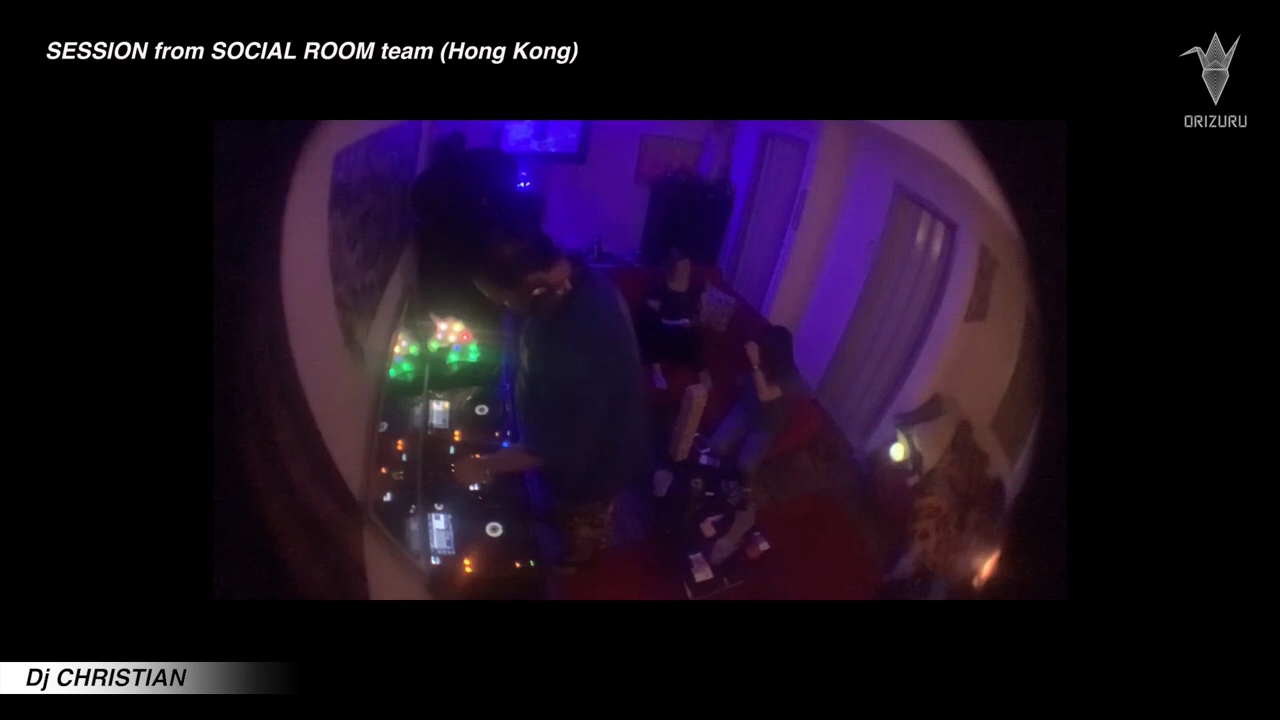 SESSION from SOCIAL ROOM team (Hong Kong)
ORIZURU
Dj CHRISTIAN